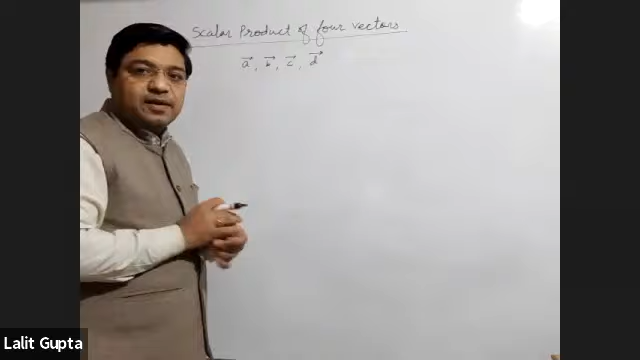 Scalar Product of four vectors
a⃗, b⃗, c⃗, d⃗
Lalit Gupta